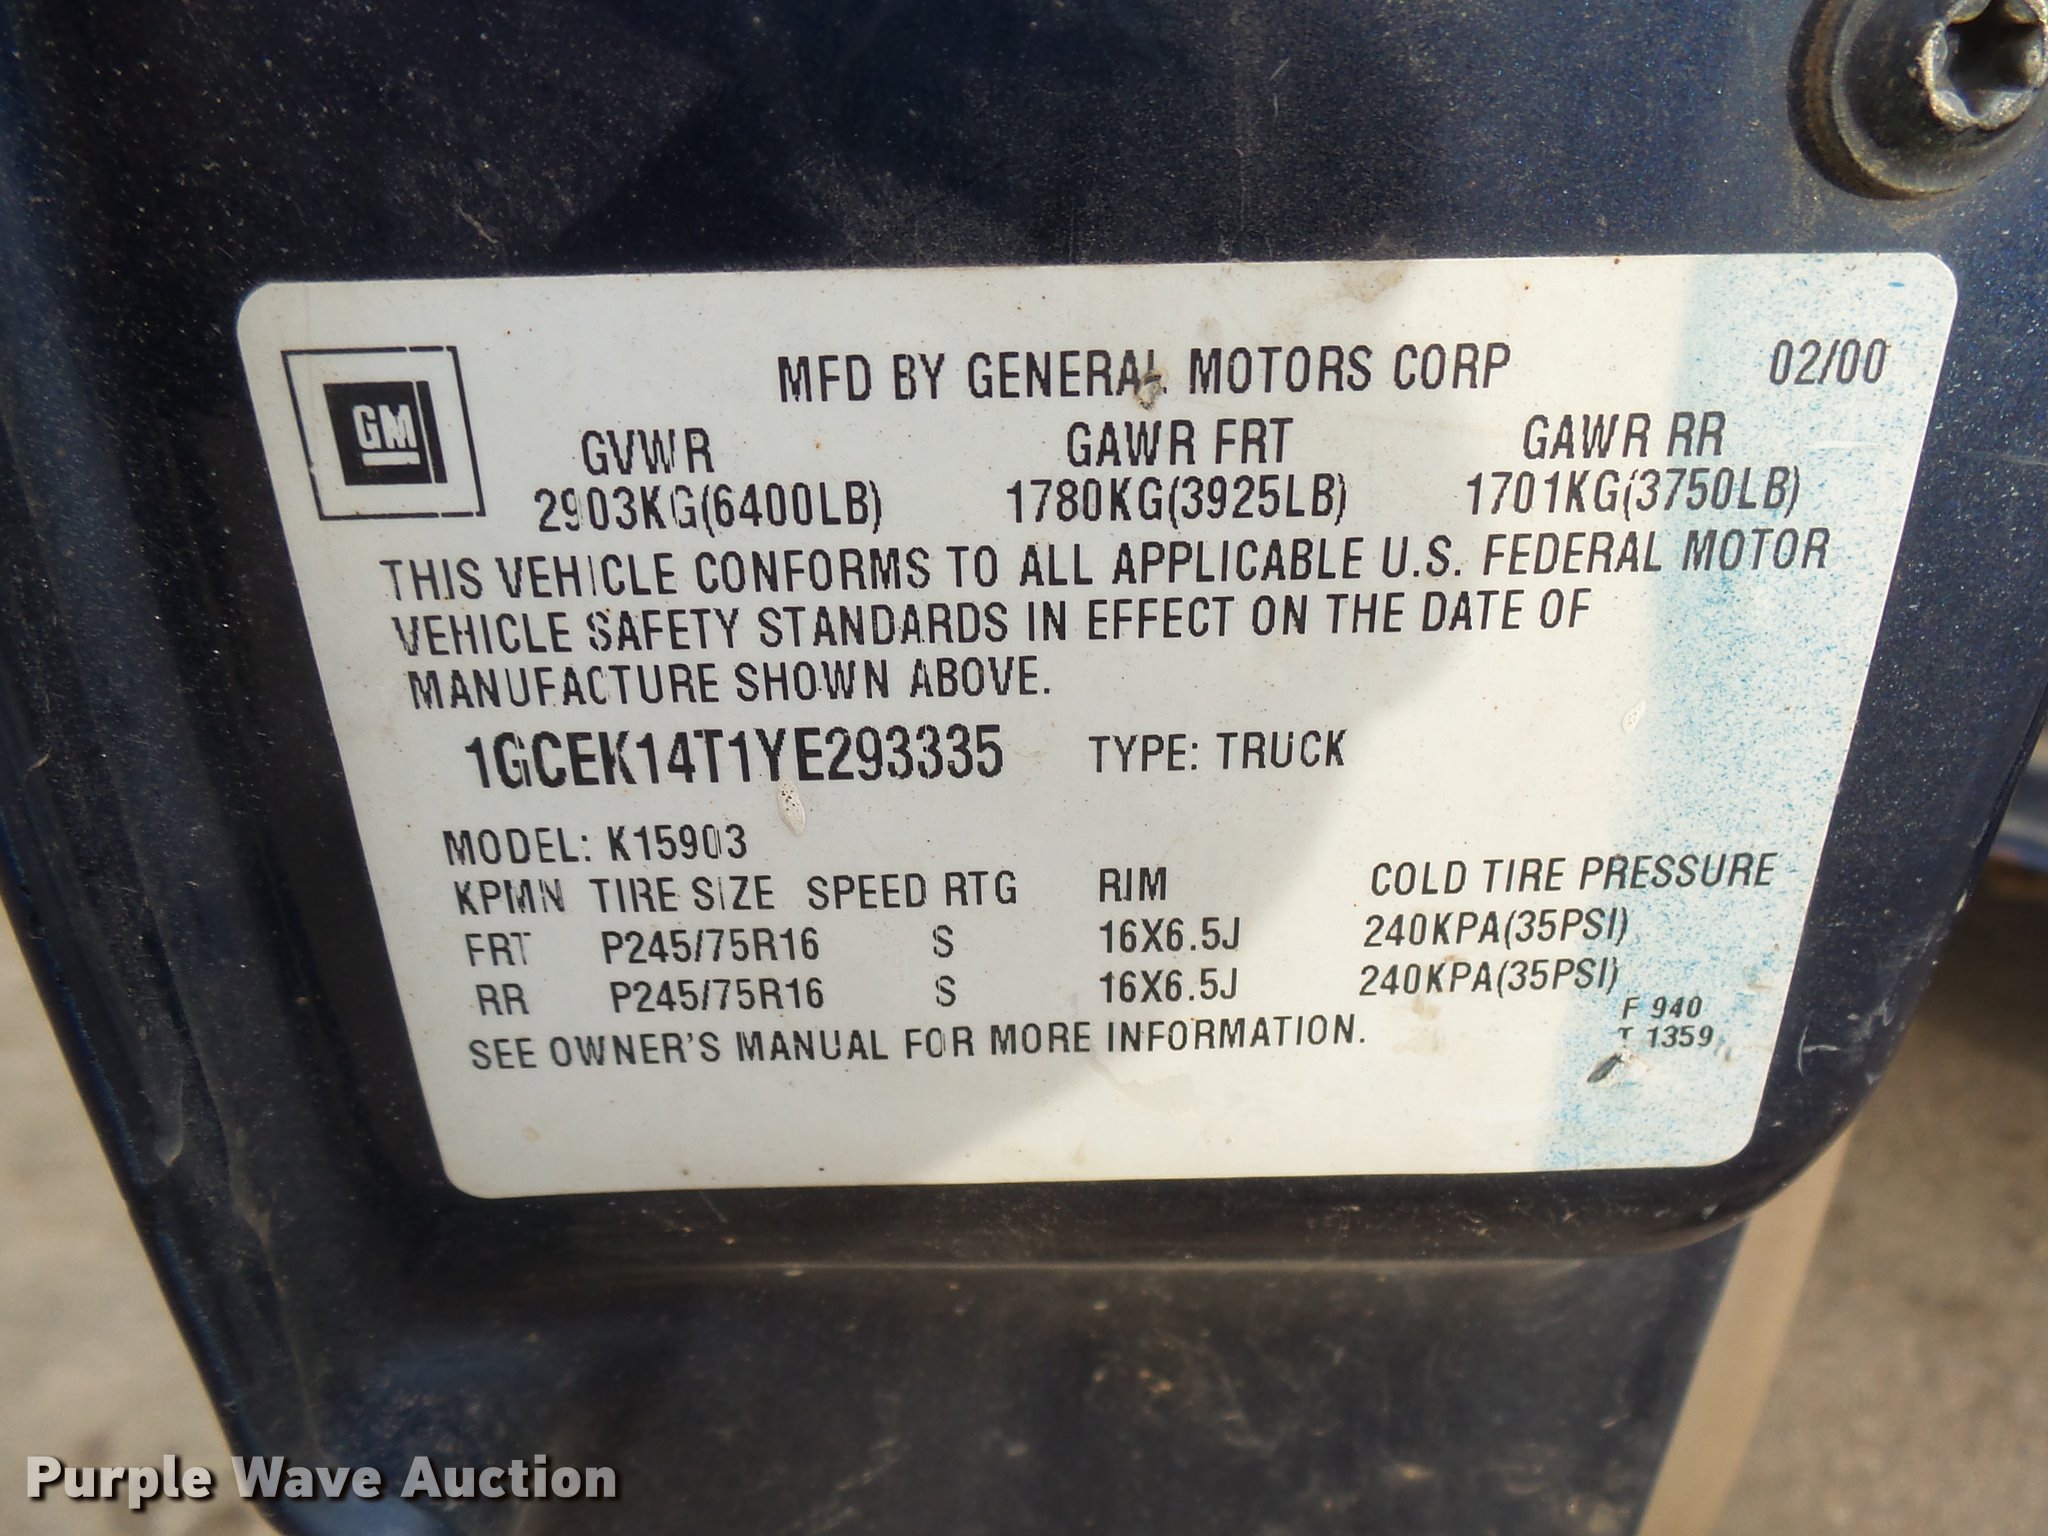 MFD BY GENERAL MOTORS CORP 02/00
GM
GVWR GAWR FRT GAWR RR
2903KG(6400LB) 1780KG(3925LB) 1701KG(3750LB)
THIS VEHICLE CONFORMS TO ALL APPLICABLE U.S. FEDERAL MOTOR
VEHICLE SAFETY STANDARDS IN EFFECT ON THE DATE OF
MANUFACTURE SHOWN ABOVE.
1GCEK14T1YE293335 TYPE: TRUCK
MODEL: K15903
KPMN TIRE SIZE SPEED RTG RIM COLD TIRE PRESSURE
FRT P245/75R16 S 16X6.5J 240KPA(35PSI)
RR P245/75R16 S 16X6.5J 240KPA(35PSI)
F 940
T 1359
SEE OWNER'S MANUAL FOR MORE INFORMATION.
Purple Wave Auction